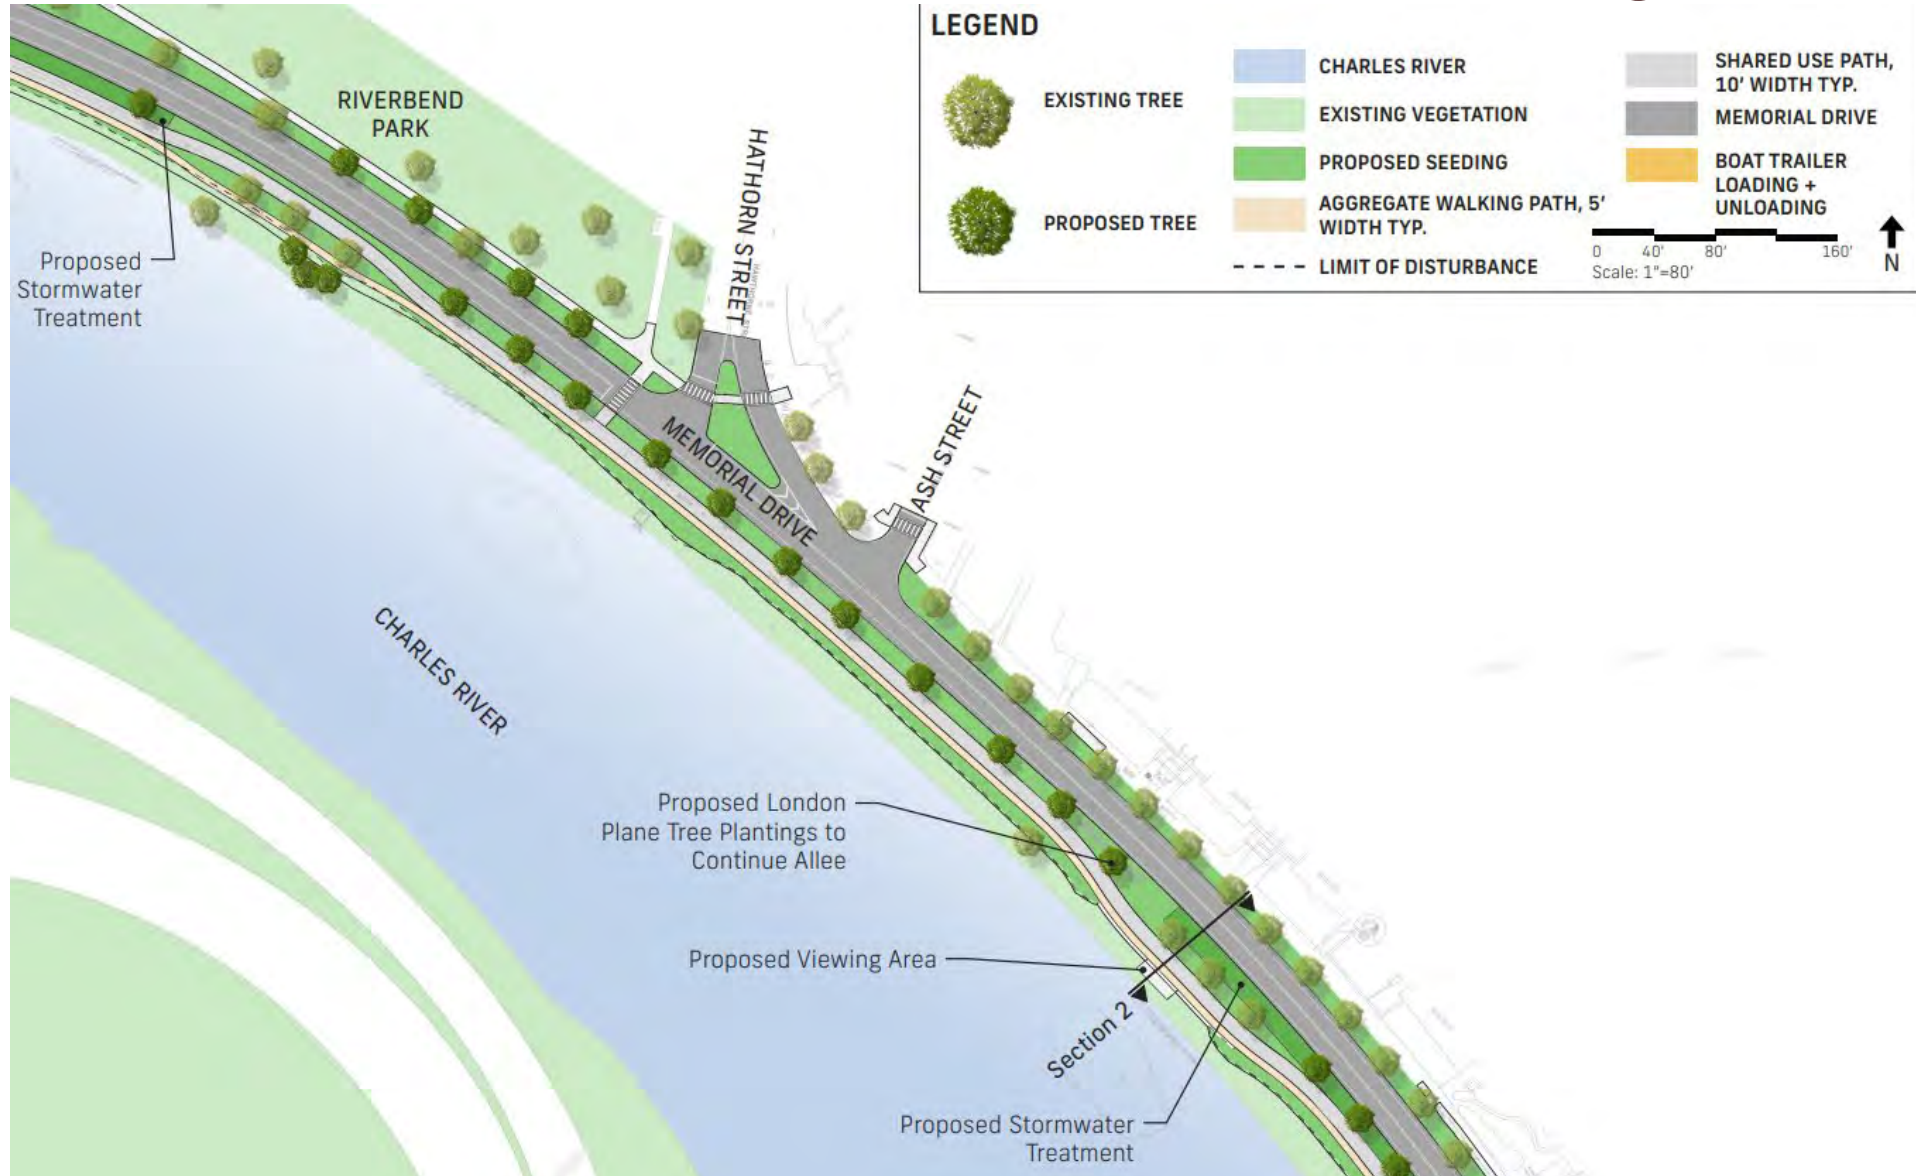 LEGEND
EXISTING TREE
PROPOSED TREE
CHARLES RIVER
EXISTING VEGETATION
PROPOSED SEEDING
AGGREGATE WALKING PATH, 5'
WIDTH TYP.
LIMIT OF DISTURBANCE
SHARED USE PATH,
10' WIDTH TYP.
MEMORIAL DRIVE
BOAT TRAILER
LOADING +
UNLOADING
0 40' 80' 160'
Scale: 1"=80'
N
RIVERBEND
PARK
HATHORN STREET
Proposed
Stormwater
Treatment
ASH STREET
MEMORIAL DRIVE
CHARLES RIVER
Proposed London
Plane Tree Plantings to
Continue Allee
Proposed Viewing Area
Section 2
Proposed Stormwater
Treatment